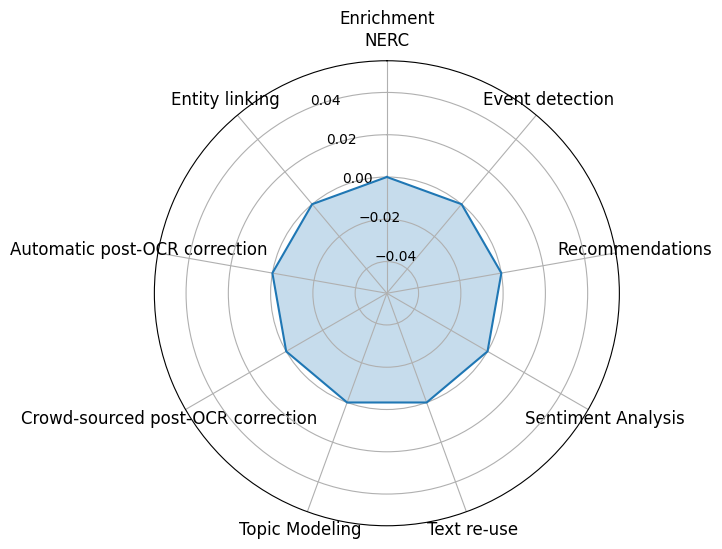 Enrichment
NERC
Entity linking
Event detection
0.04
0.02
0.00
−0.02
−0.04
Automatic post-OCR correction
Recommendations
Crowd-sourced post-OCR correction
Sentiment Analysis
Topic Modeling
Text re-use